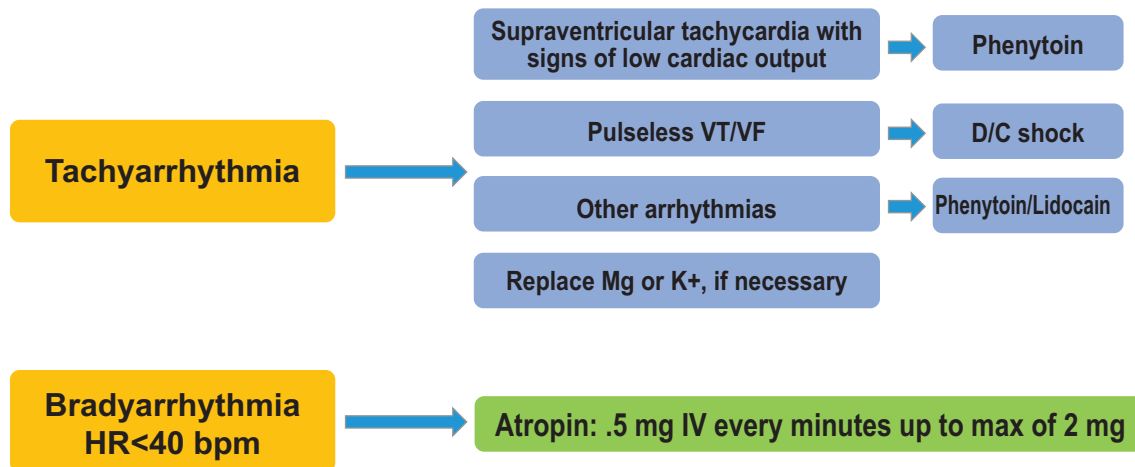 Supraventricular tachycardia with
signs of low cardiac output
Phenytoin
Tachyarrhythmia
Pulseless VT/VF
D/C shock
Other arrhythmias
Phenytoin/Lidocain
Replace Mg or K+, if necessary
Bradyarrhythmia
HR<40 bpm
Atropin: .5 mg IV every minutes up to max of 2 mg